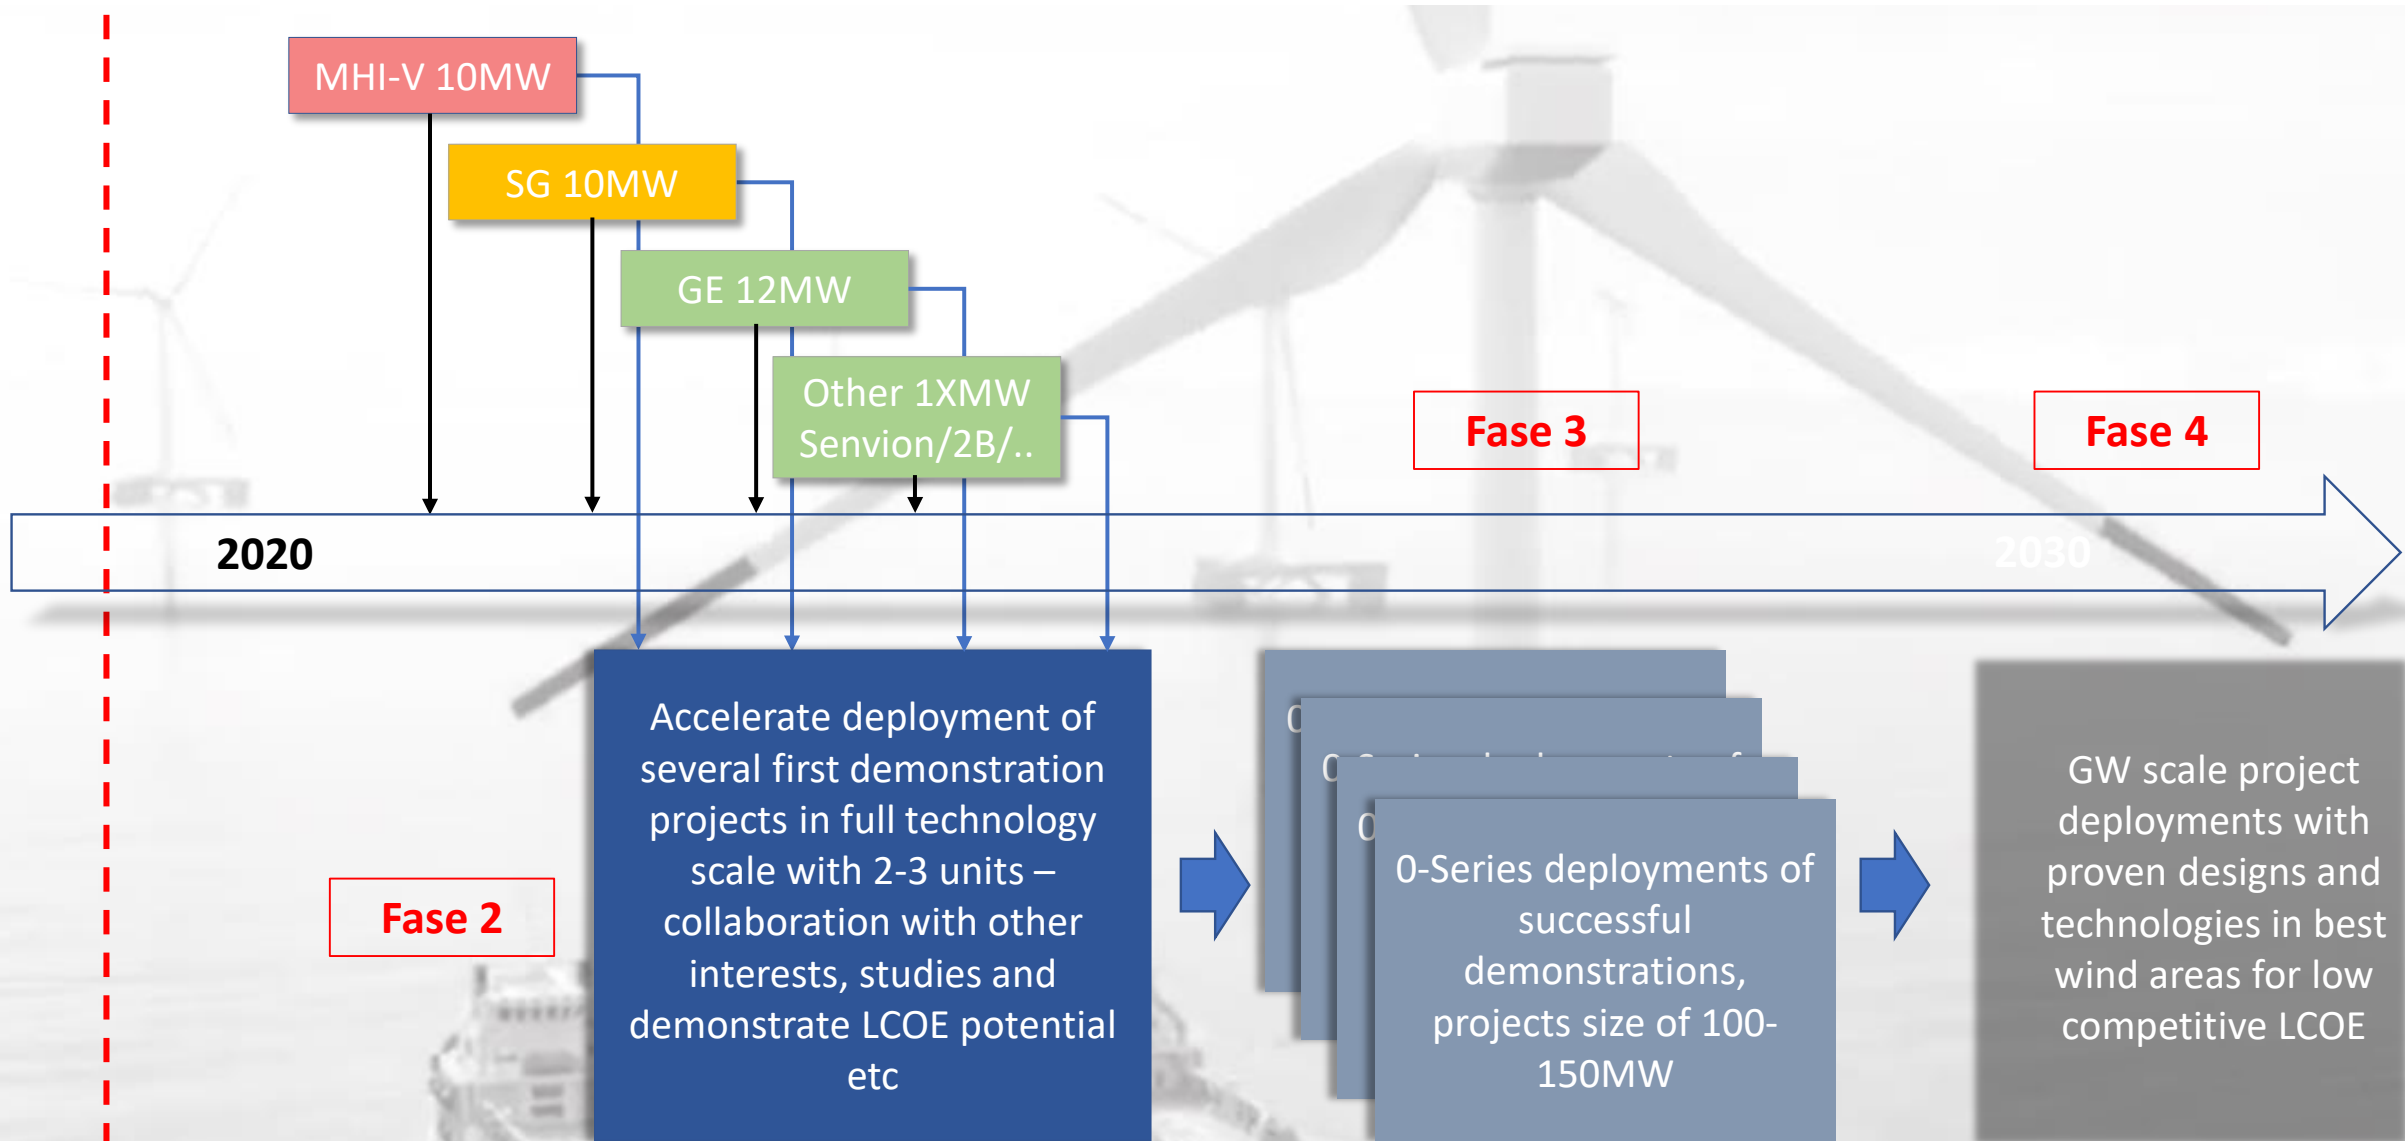 MHI-V 10MW
SG 10MW
GE 12MW
Other 1XMW
Senvion/2B/..
Fase 3
Fase 4
2020
2030
Fase 2
Accelerate deployment of
several first demonstration
projects in full technology
scale with 2-3 units –
collaboration with other
interests, studies and
demonstrate LCOE potential
etc
0-Series deployments of
successful
demonstrations,
projects size of 100-
150MW
GW scale project
deployments with
proven designs and
technologies in best
wind areas for low
competitive LCOE